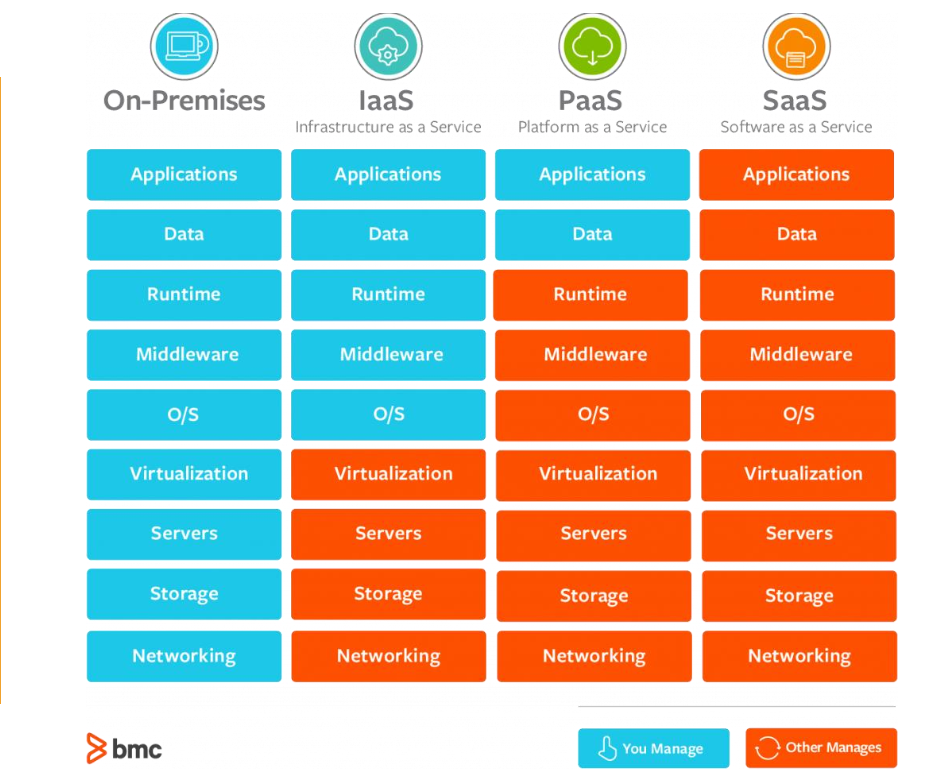 On-Premises
IaaS
Infrastructure as a Service
PaaS
Platform as a Service
SaaS
Software as a Service
Applications Applications Applications Applications
Data Data Data Data
Runtime Runtime Runtime Runtime
Middleware Middleware Middleware Middleware
O/S O/S O/S O/S
Virtualization Virtualization Virtualization Virtualization
Servers Servers Servers Servers
Storage Storage Storage Storage
Networking Networking Networking Networking
bmc
You Manage
Other Manages